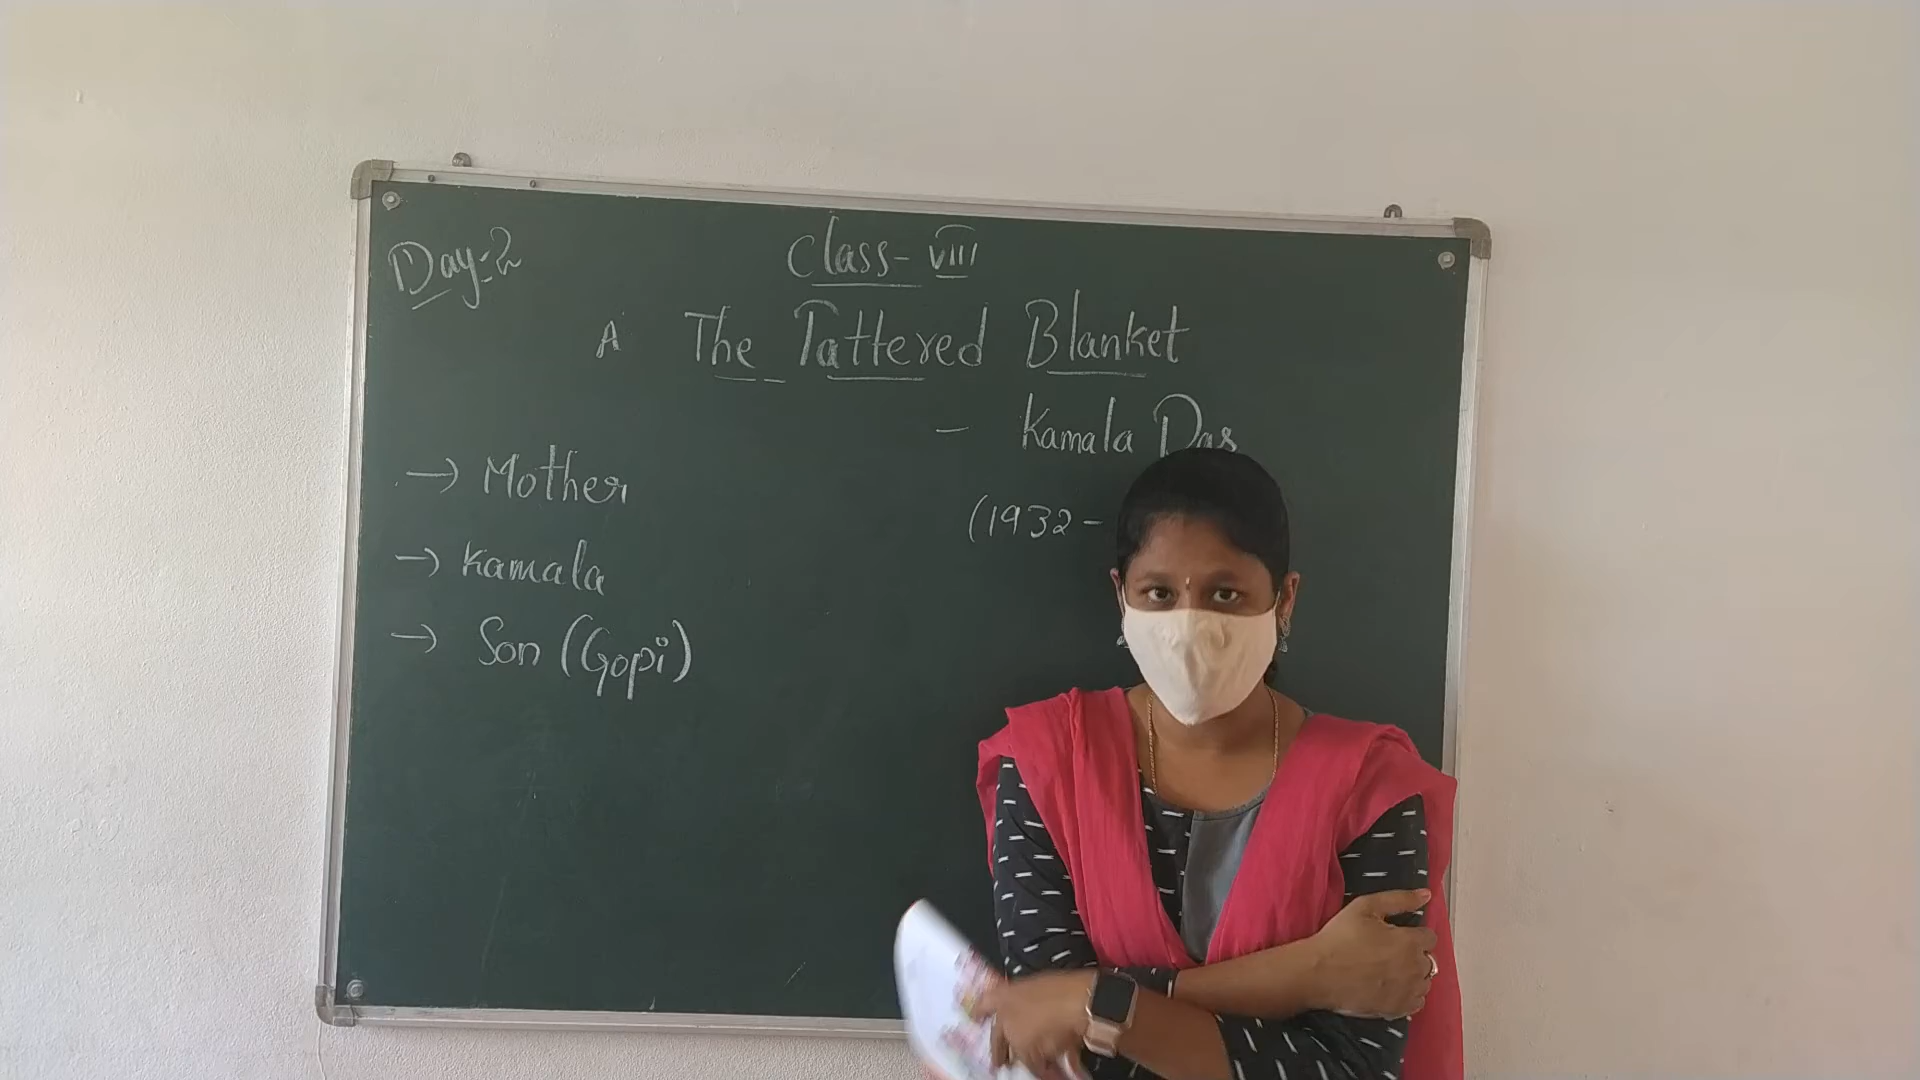 Day-2
Class-VIII
A The Tattered Blanket
- Kamala Das
(1932-
→ Mother
→ Kamala
→ Son (Gopi)